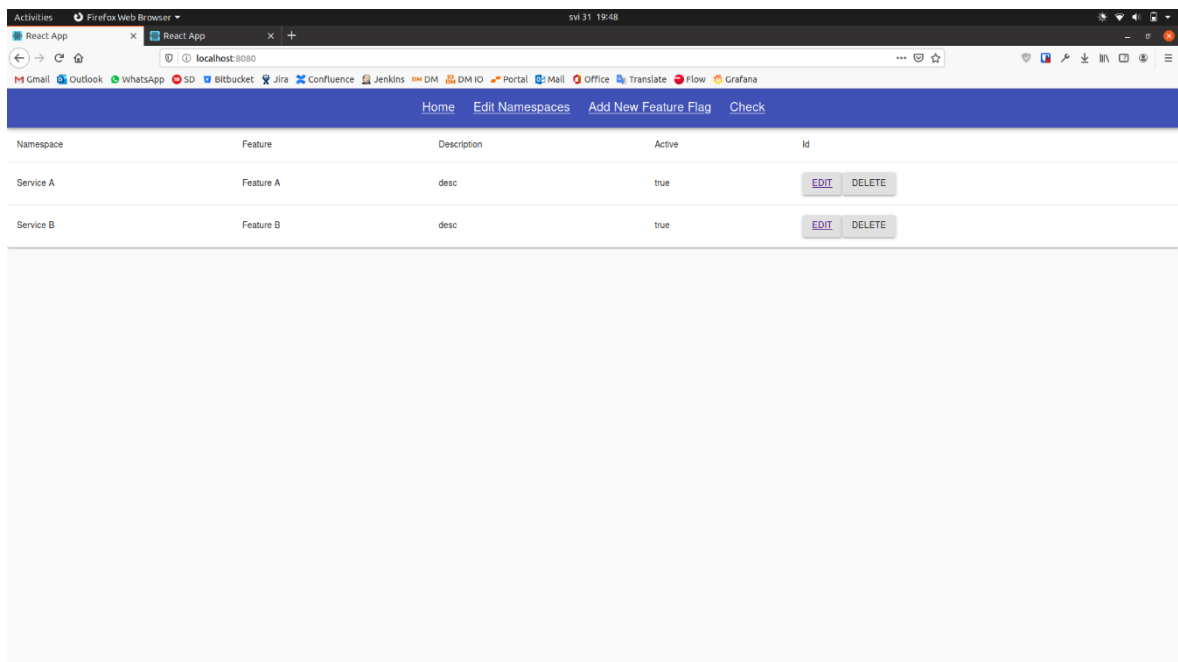 Activities Firefox Web Browser svi 31 19:48
React App React App
localhost:8080
Gmail Outlook WhatsApp SD Bitbucket Jira Confluence Jenkins DM DM IO Portal Mail Office Translate Flow Grafana
Home Edit Namespaces Add New Feature Flag Check
Namespace Feature Description Active Id
Service A Feature A desc true EDIT DELETE
Service B Feature B desc true EDIT DELETE